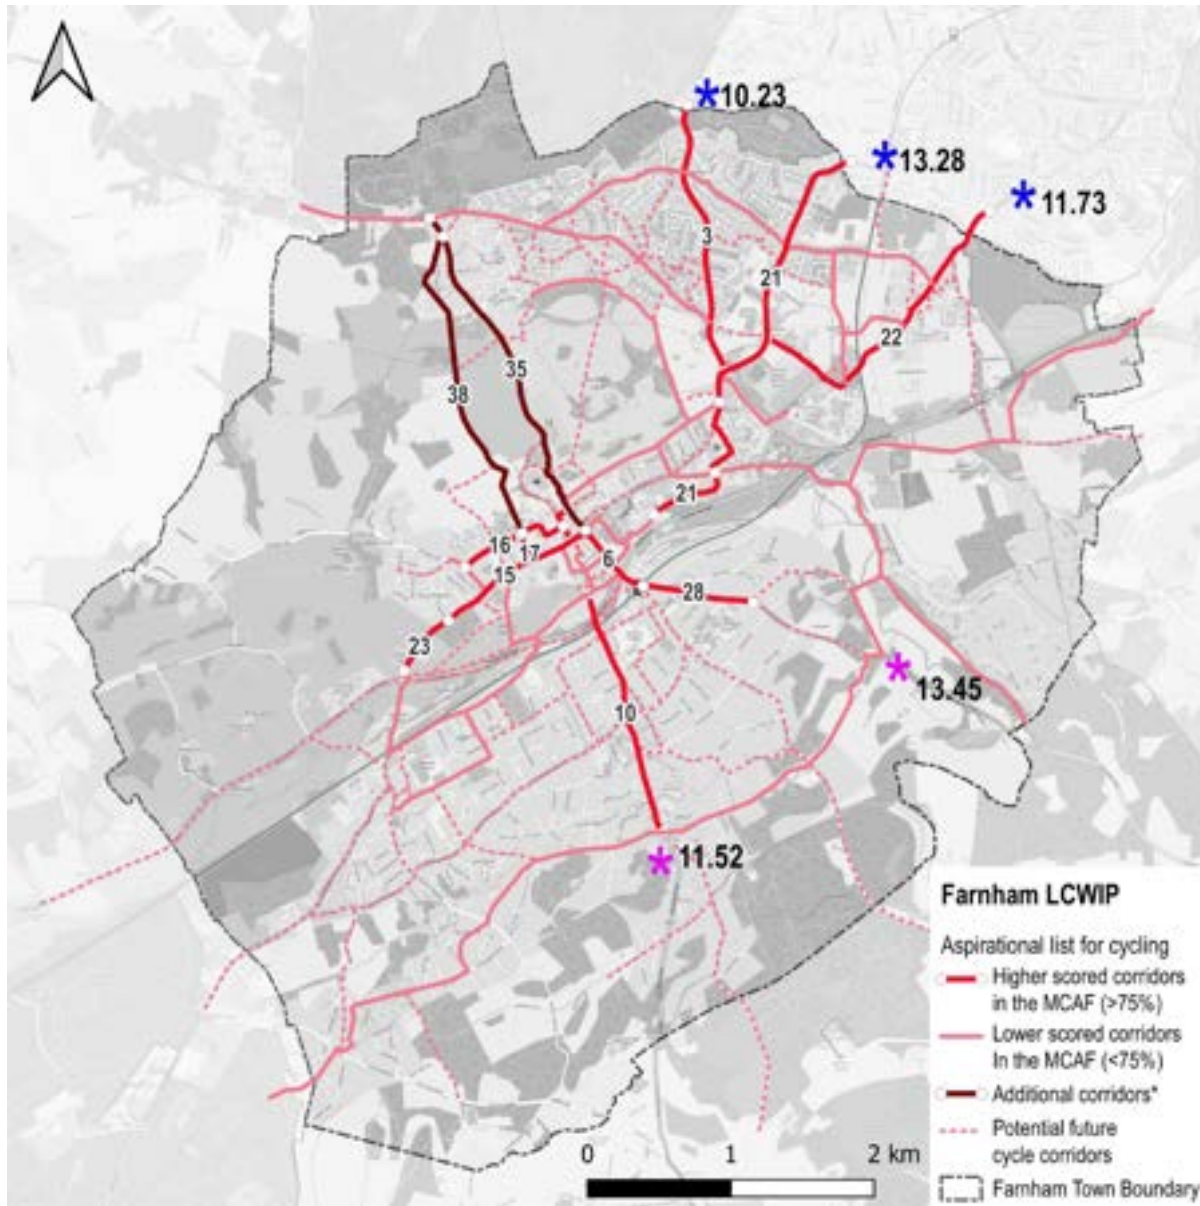 *10.23
*13.28
*11.73
3
21
22
35
38
21
16
17
6
15
28
23
*13.45
10
*11.52
Farnham LCWIP
Aspirational list for cycling
Higher scored corridors
in the MCAF (>75%)
Lower scored corridors
In the MCAF (<75%)
Additional corridors*
Potential future
cycle corridors
Farnham Town Boundary
0 1 2 km